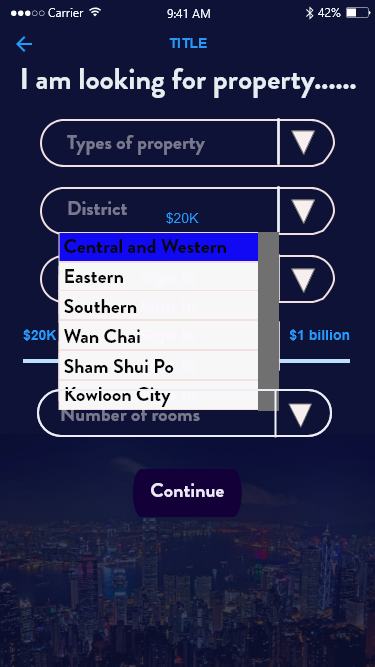 Carrier 9:41 AM 42%
TITLE
I am looking for property......
Types of property
District
$20K
Central and Western
Eastern
Southern
$20K Wan Chai $1 billion
Sham Shui Po
Kowloon City
Number of rooms
Continue